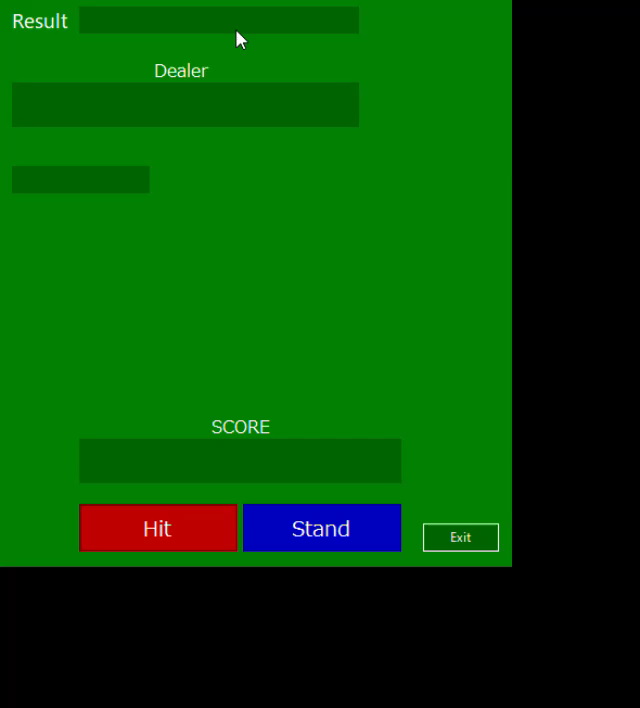 Result
Dealer
SCORE
Hit
Stand
Exit